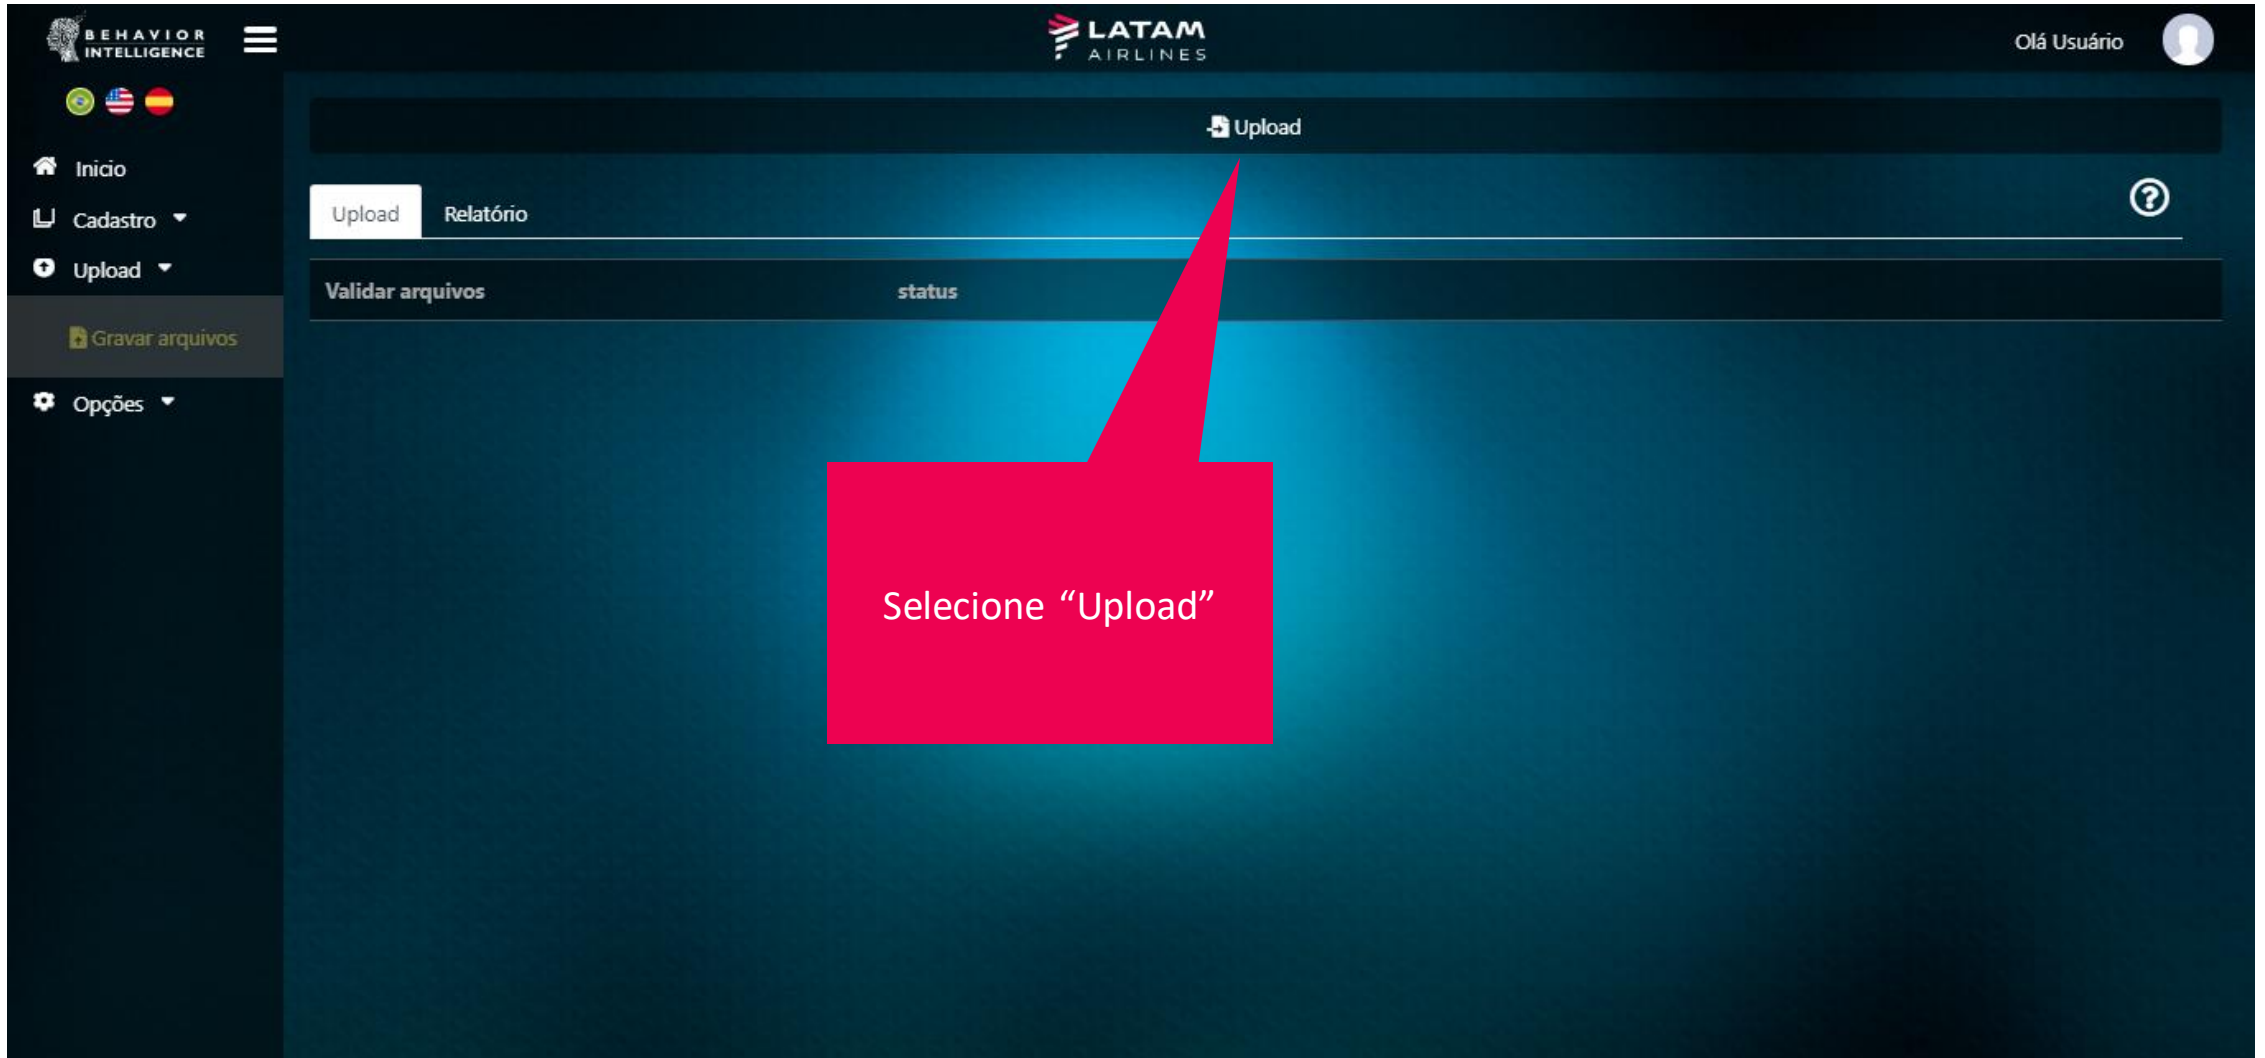 BEHAVIOR
INTELLIGENCE
LATAM
AIRLINES
Olá Usuário
Upload
Inicio
Cadastro
Upload
Gravar arquivos
Opções
Upload Relatório
Validar arquivos status
Selecione “Upload”